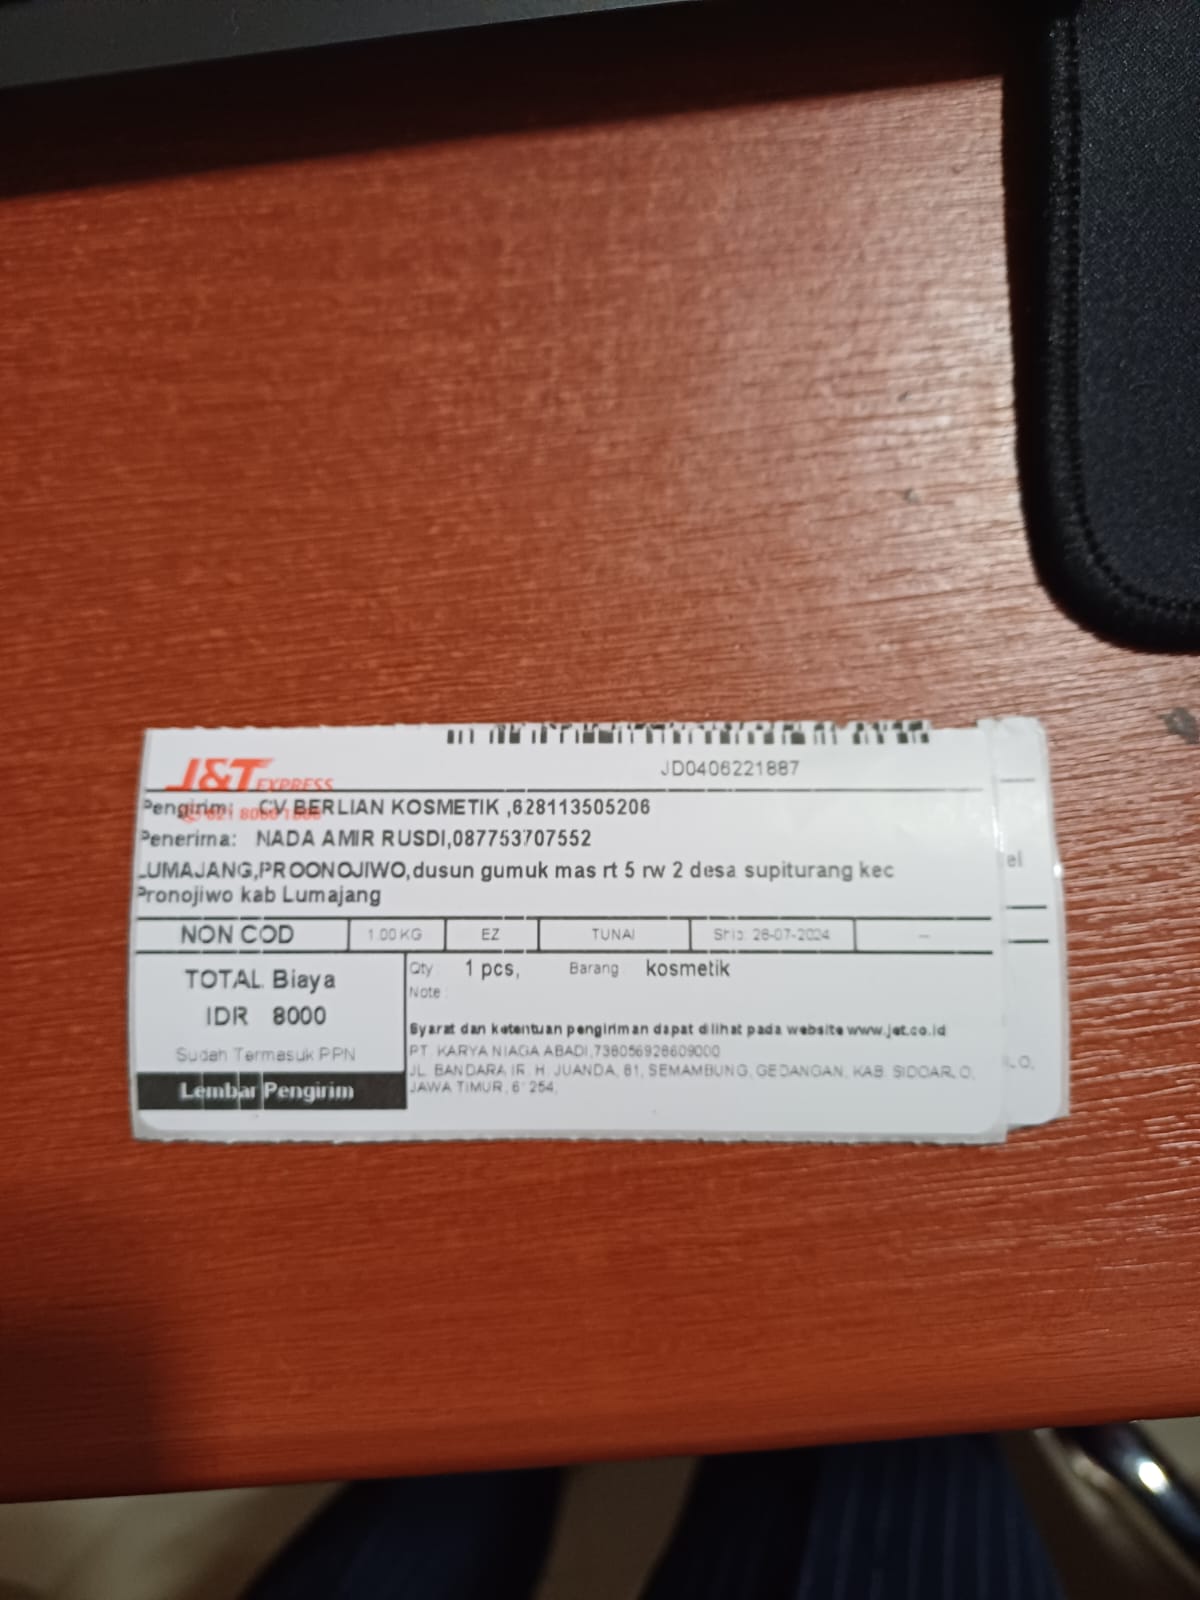 J&T EXPRESS
JD0406221887
Pengirim: CV BERLIAN KOSMETIK ,628113505206
Penerima: NADA AMIR RUSDI,087753707552
LUMAJANG,PROONOJIWO,dusun gumuk mas rt 5 rw 2 desa supiturang kec
Pronojiwo kab Lumajang
NON COD 1.00 KG EZ TUNAI Ship: 26-07-2024 --
TOTAL Biaya
IDR 8000
Sudah Termasuk PPN
Lembar Pengirim
Qty : 1 pcs, Barang : kosmetik
Note :
Syarat dan ketentuan pengiriman dapat dilihat pada website www.jet.co.id
PT. KARYA NIAGA ABADI,738056928609000
JL. BANDARA IR. H. JUANDA, 81, SEMAMBUNG, GEDANGAN, KAB. SIDOARJO,
JAWA TIMUR,
el